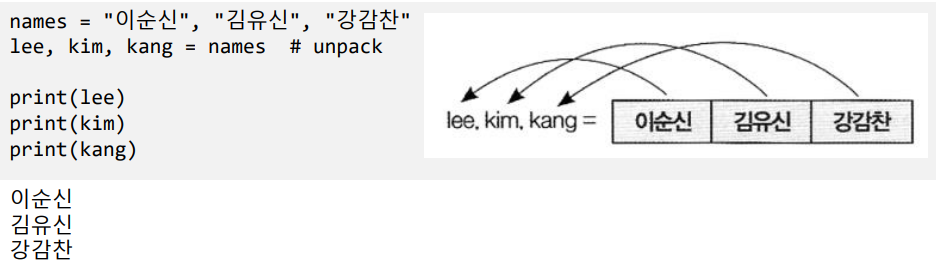 names = "이순신", "김유신", "강감찬"
lee, kim, kang = names  # unpack
print(lee)
print(kim)
print(kang)
lee, kim, kang = 이순신 김유신 강감찬
이순신
김유신
강감찬